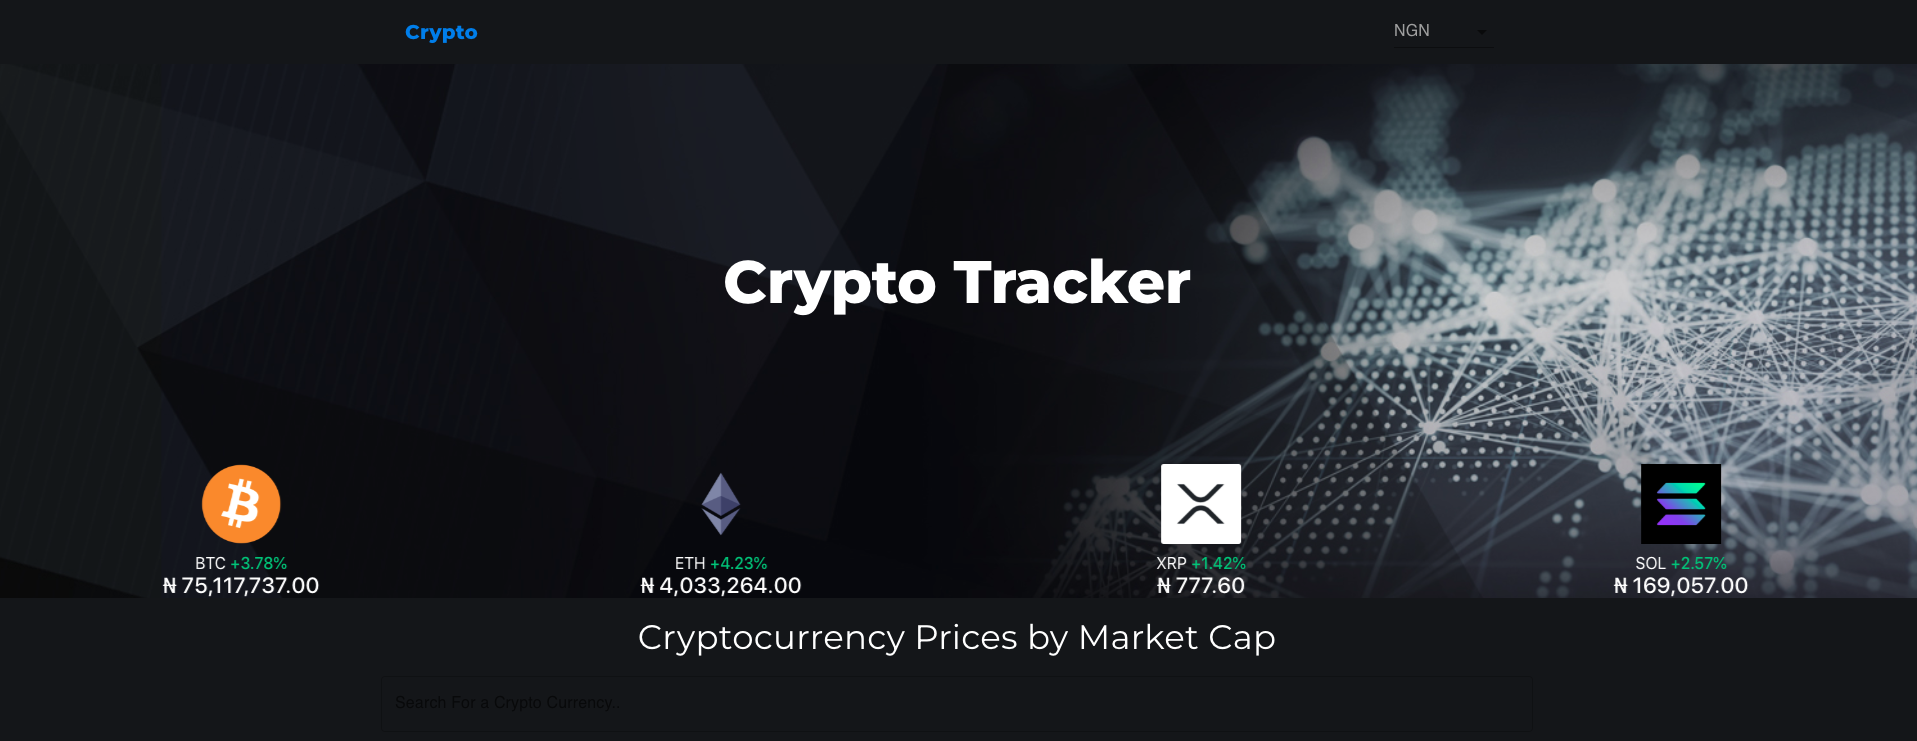 Crypto
NGN
Crypto Tracker
BTC +3.78%
₦ 75,117,737.00
ETH +4.23%
₦ 4,033,264.00
XRP +1.42%
₦ 777.60
SOL +2.57%
₦ 169,057.00
Cryptocurrency Prices by Market Cap
Search For a Crypto Currency..